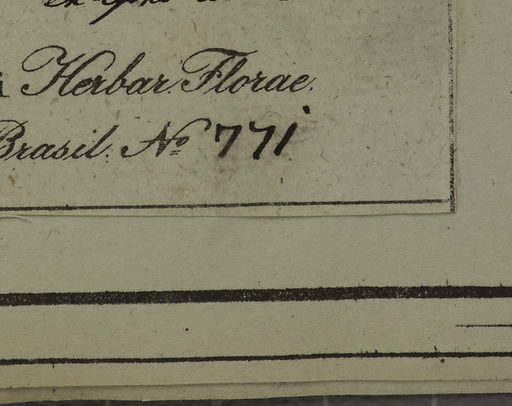 i Herbar. Florae.
Brasil. No 771